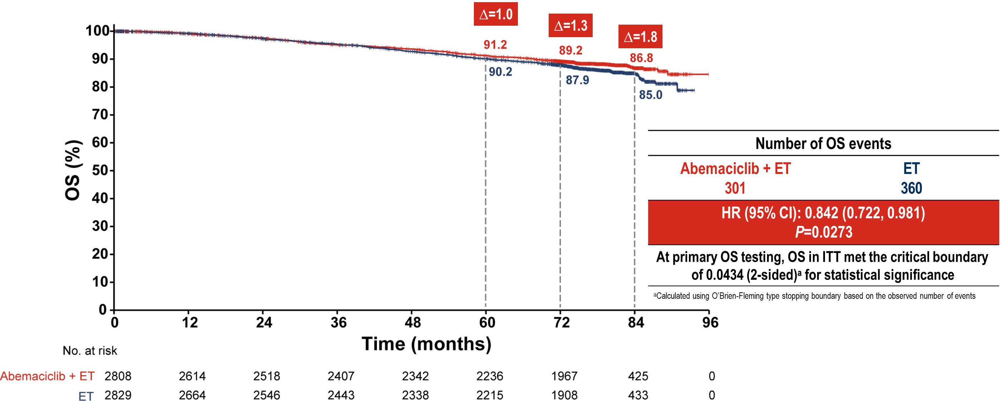 Δ=1.0
Δ=1.3
Δ=1.8
100
90
80
70
60
50
40
30
20
10
0
OS (%)
91.2
89.2
86.8
90.2
87.9
85.0
0 12 24 36 48 60 72 84 96
Time (months)
Number of OS events
Abemaciclib + ET ET
301 360
HR (95% CI): 0.842 (0.722, 0.981)
P=0.0273
At primary OS testing, OS in ITT met the critical boundary
of 0.0434 (2-sided)ª for statistical significance
ªCalculated using O’Brien-Fleming type stopping boundary based on the observed number of events
No. at risk
Abemaciclib + ET 2808 2614 2518 2407 2342 2236 1967 425 0
ET 2829 2664 2546 2443 2338 2215 1908 433 0